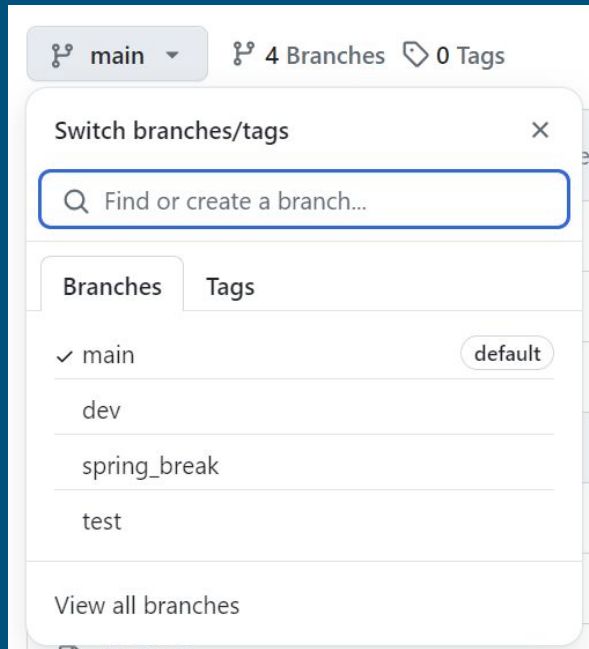 main 4 Branches 0 Tags
Switch branches/tags
Find or create a branch...
Branches Tags
main default
dev
spring_break
test
View all branches